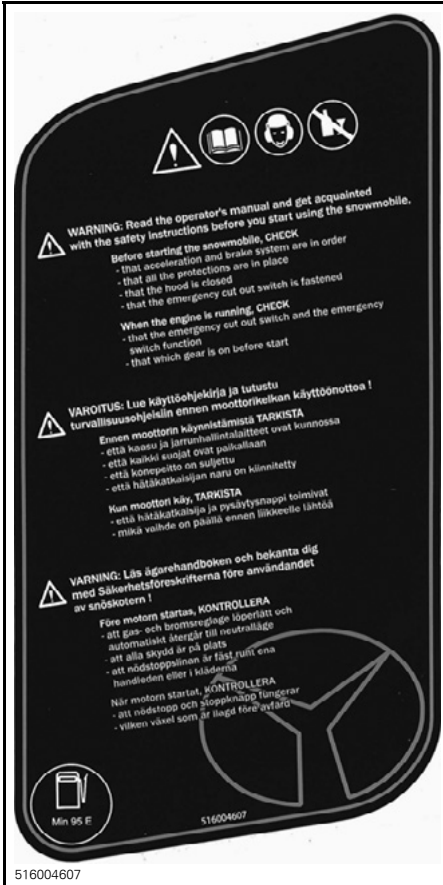 WARNING: Read the operator's manual and get acquainted
with the safety instructions before you start using the snowmobile.
Before starting the snowmobile, CHECK
- that acceleration and brake system are in order
- that all the protections are in place
- that the hood is closed
- that the emergency cut out switch is fastened
When the engine is running, CHECK
- that the emergency cut out switch and the emergency
switch function
- that which gear is on before start
VAROITUS: Lue käyttöohjekirja ja tutustu
turvallisuusohjeisiin ennen moottorikelkan käyttöönottoa !
Ennen moottorin käynnistämistä TARKISTA
- että kaasu ja jarrunhallintalaitteet ovat kunnossa
- että kaikki suojat ovat paikallaan
- että konepeitto on suljettu
- että hätäkatkaisijan naru on kiinnitetty
Kun moottori käy, TARKISTA
- että hätäkatkaisija ja pysäytysnappi toimivat
- mikä vaihde on päällä ennen liikkeelle lähtöä
VARNING: Läs ägarehandboken och bekanta dig
med Säkerhetsföreskrifterna före användandet
av snöskotern !
Före motorn startas, KONTROLLERA
- att gas- och bromsreglage löperlätt och
automatiskt återgår till neutralläge
- att alla skydd är på plats
- att nödstoppslinan är fäst runt ena
handleden eller i kläderna
När motorn startat, KONTROLLERA
- att nödstopp och stoppknapp fungerar
- vilken växel som är ilagd före avfärd
Min 95 E
516004607
516004607